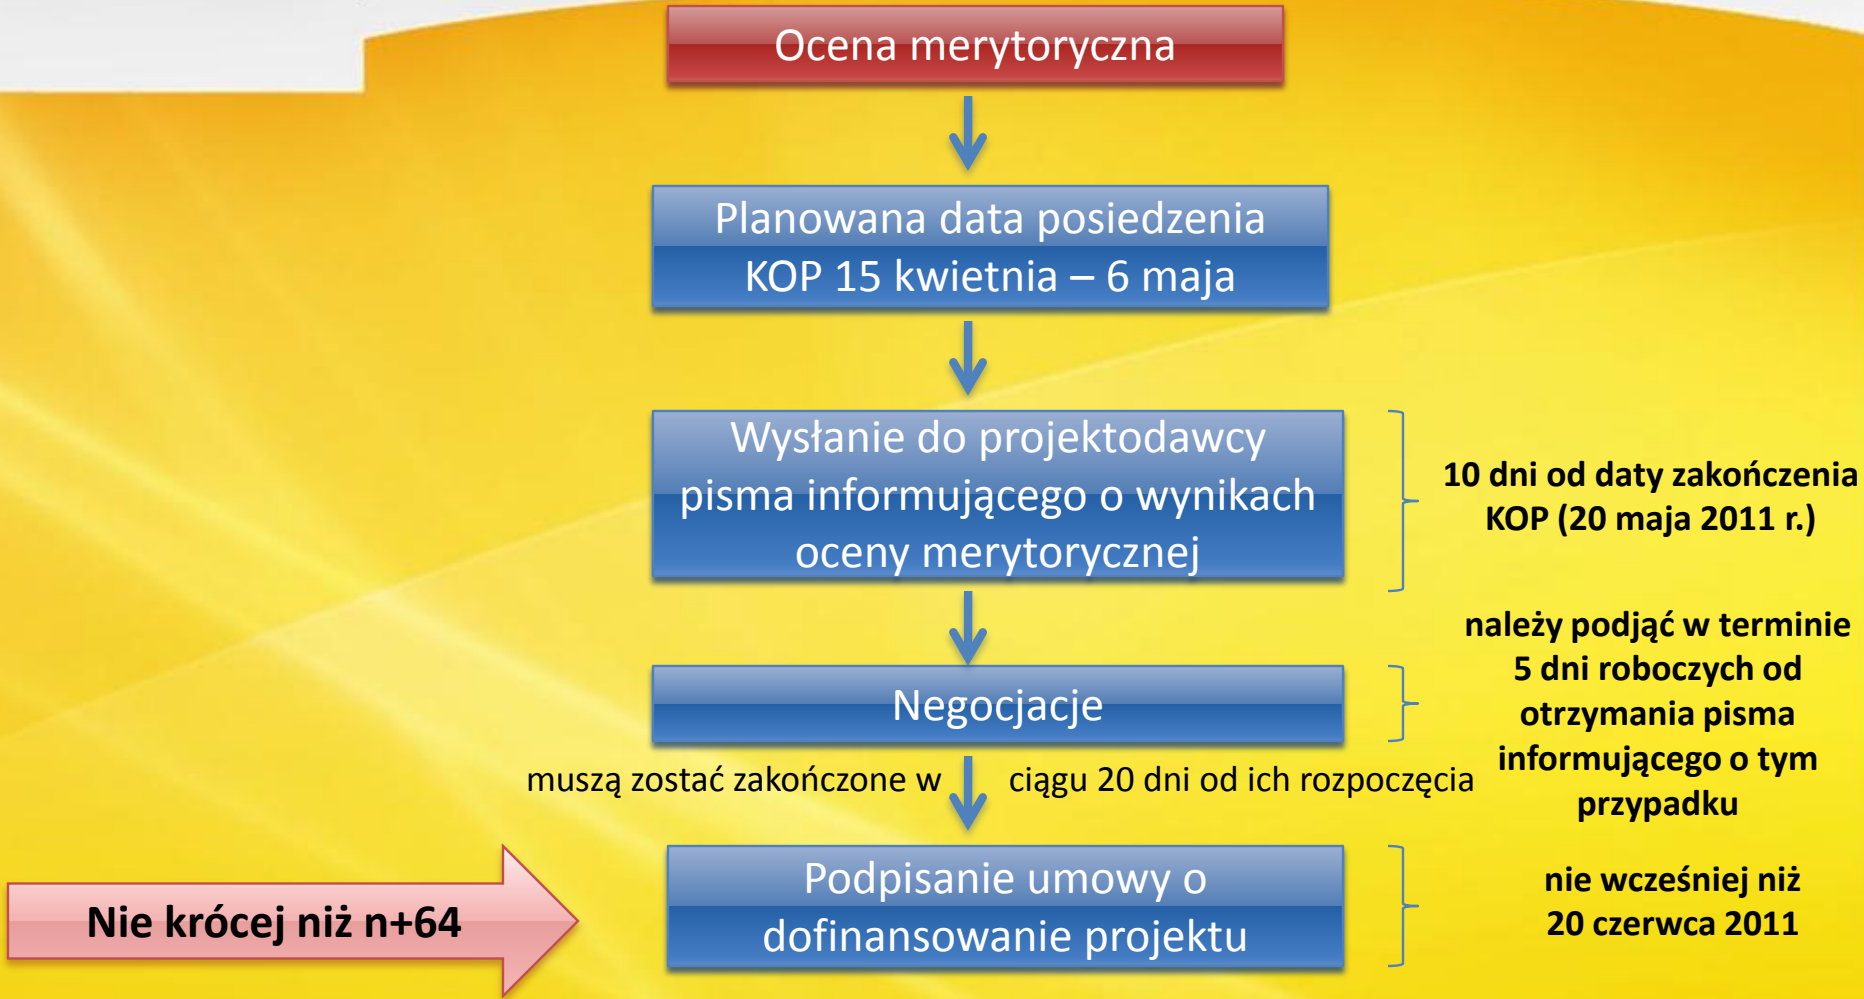 Ocena merytoryczna
Planowana data posiedzenia
KOP 15 kwietnia – 6 maja
Wysłanie do projektodawcy
pisma informującego o wynikach
oceny merytorycznej
10 dni od daty zakończenia
KOP (20 maja 2011 r.)
Negocjacje
należy podjąć w terminie
5 dni roboczych od
otrzymania pisma
informującego o tym
przypadku
muszą zostać zakończone w ciągu 20 dni od ich rozpoczęcia
Nie krócej niż n+64
Podpisanie umowy o
dofinansowanie projektu
nie wcześniej niż
20 czerwca 2011